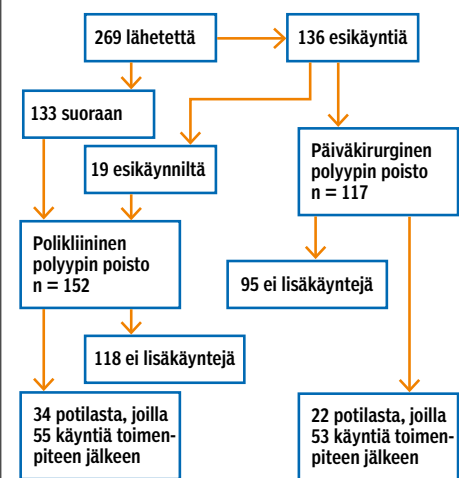 269 lähetettä
136 esikäyntiä
133 suoraan
19 esikäynniltä
Päiväkirurginen
polyypin poisto
n = 117
Polikliininen
polyypin poisto
n = 152
95 ei lisäkäyntejä
118 ei lisäkäyntejä
34 potilasta, joilla
55 käyntiä toimen-
piteen jälkeen
22 potilasta, joilla
53 käyntiä toimen-
piteen jälkeen